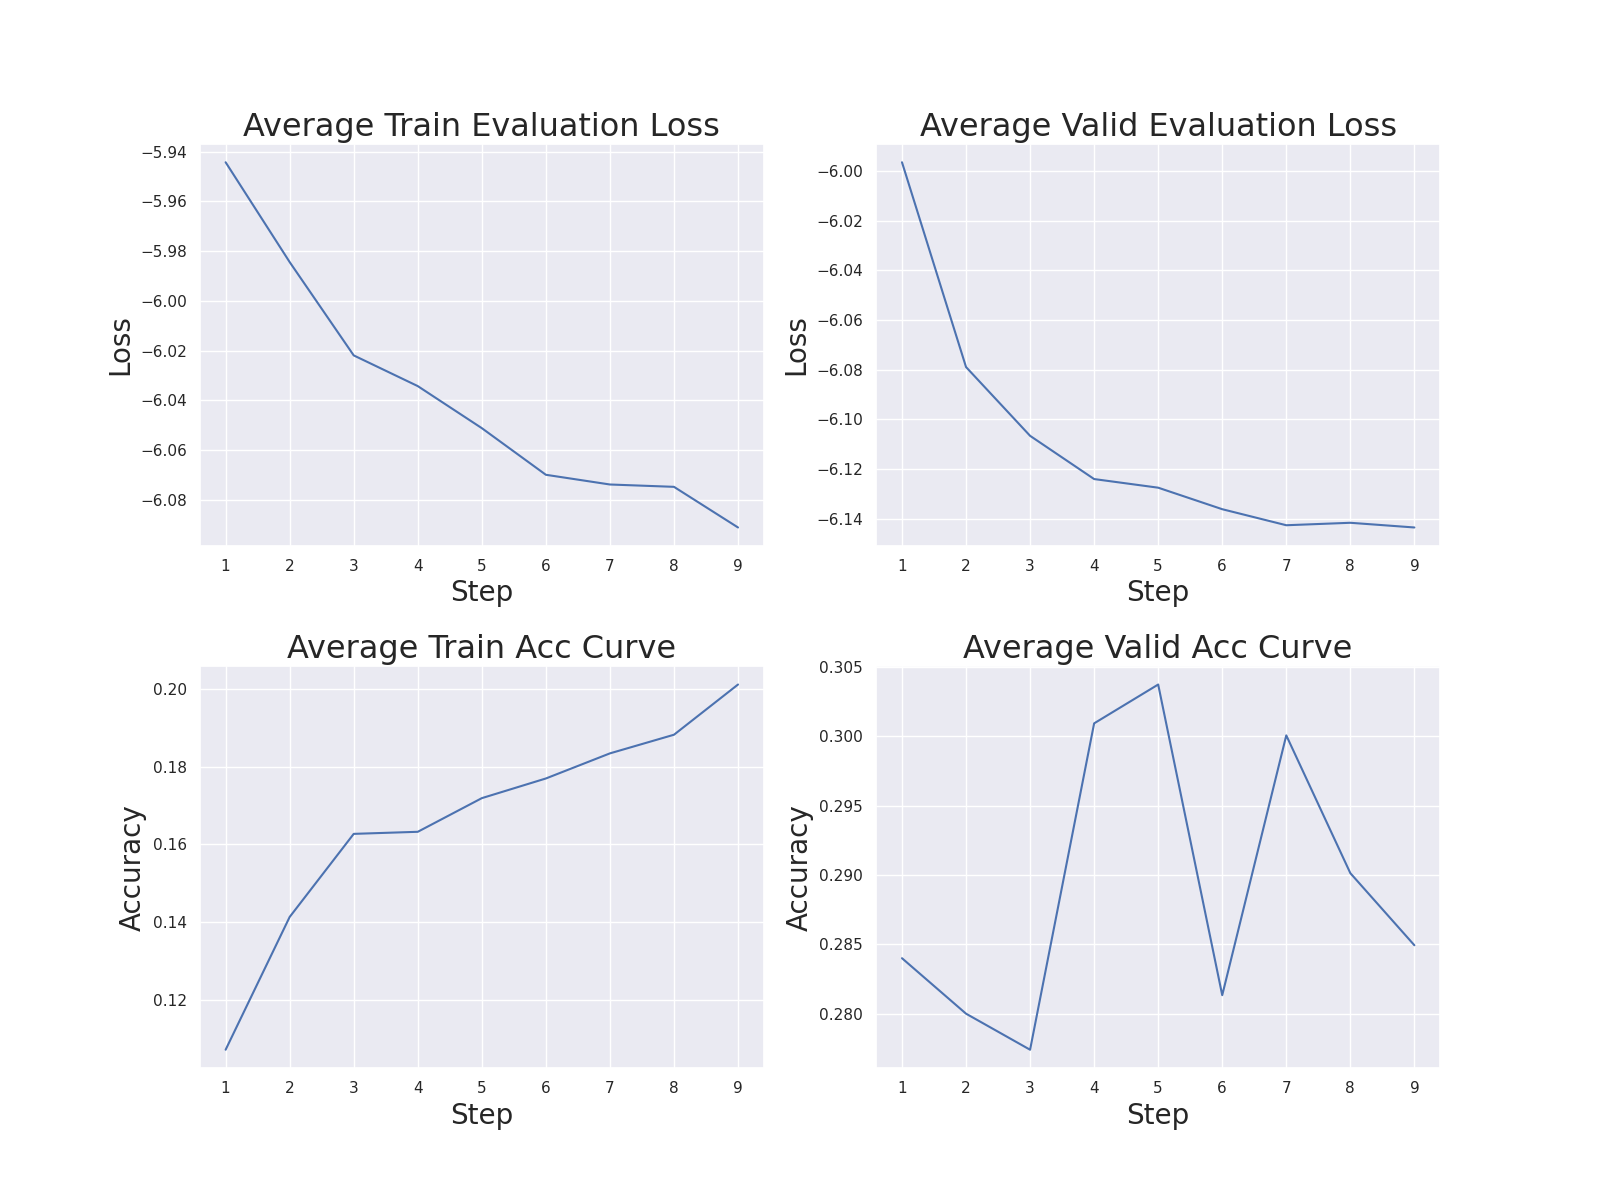 Average Train Evaluation Loss
−5.94
−5.96
−5.98
−6.00
−6.02
−6.04
−6.06
−6.08
Loss
1 2 3 4 5 6 7 8 9
Step
Average Valid Evaluation Loss
−6.00
−6.02
−6.04
−6.06
−6.08
−6.10
−6.12
−6.14
Loss
1 2 3 4 5 6 7 8 9
Step
Average Train Acc Curve
0.20
0.18
0.16
0.14
0.12
Accuracy
1 2 3 4 5 6 7 8 9
Step
Average Valid Acc Curve
0.305
0.300
0.295
0.290
0.285
0.280
Accuracy
1 2 3 4 5 6 7 8 9
Step